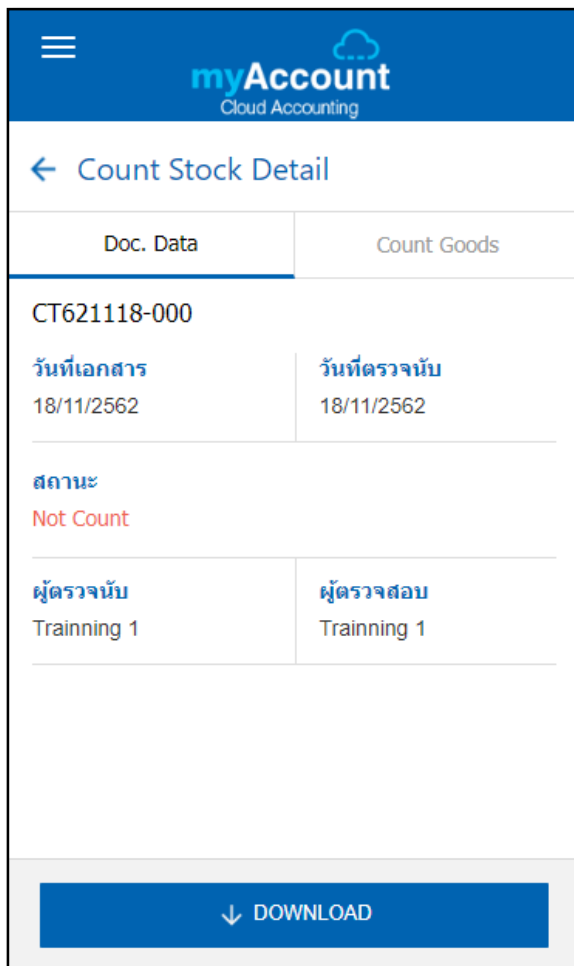 myAccount
Cloud Accounting
← Count Stock Detail
Doc. Data Count Goods
CT621118-000
วันที่เอกสาร วันที่ตรวจนับ
18/11/2562 18/11/2562
สถานะ
Not Count
ผู้ตรวจนับ ผู้ตรวจสอบ
Trainning 1 Trainning 1
↓ DOWNLOAD